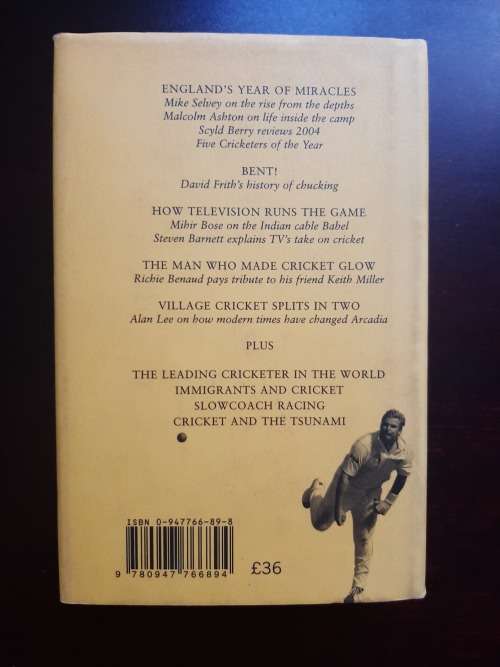 ENGLAND'S YEAR OF MIRACLES
Mike Selvey on the rise from the depths
Malcolm Ashton on life inside the camp
Scyld Berry reviews 2004
Five Cricketers of the Year
BENT!
David Frith's history of chucking
HOW TELEVISION RUNS THE GAME
Mihir Bose on the Indian cable Babel
Steven Barnett explains TV's take on cricket
THE MAN WHO MADE CRICKET GLOW
Richie Benaud pays tribute to his friend Keith Miller
VILLAGE CRICKET SPLITS IN TWO
Alan Lee on how modern times have changed Arcadia
PLUS
THE LEADING CRICKETER IN THE WORLD
IMMIGRANTS AND CRICKET
SLOWCOACH RACING
CRICKET AND THE TSUNAMI
ISBN 0-947766-89-8
9 780947 766894
£36